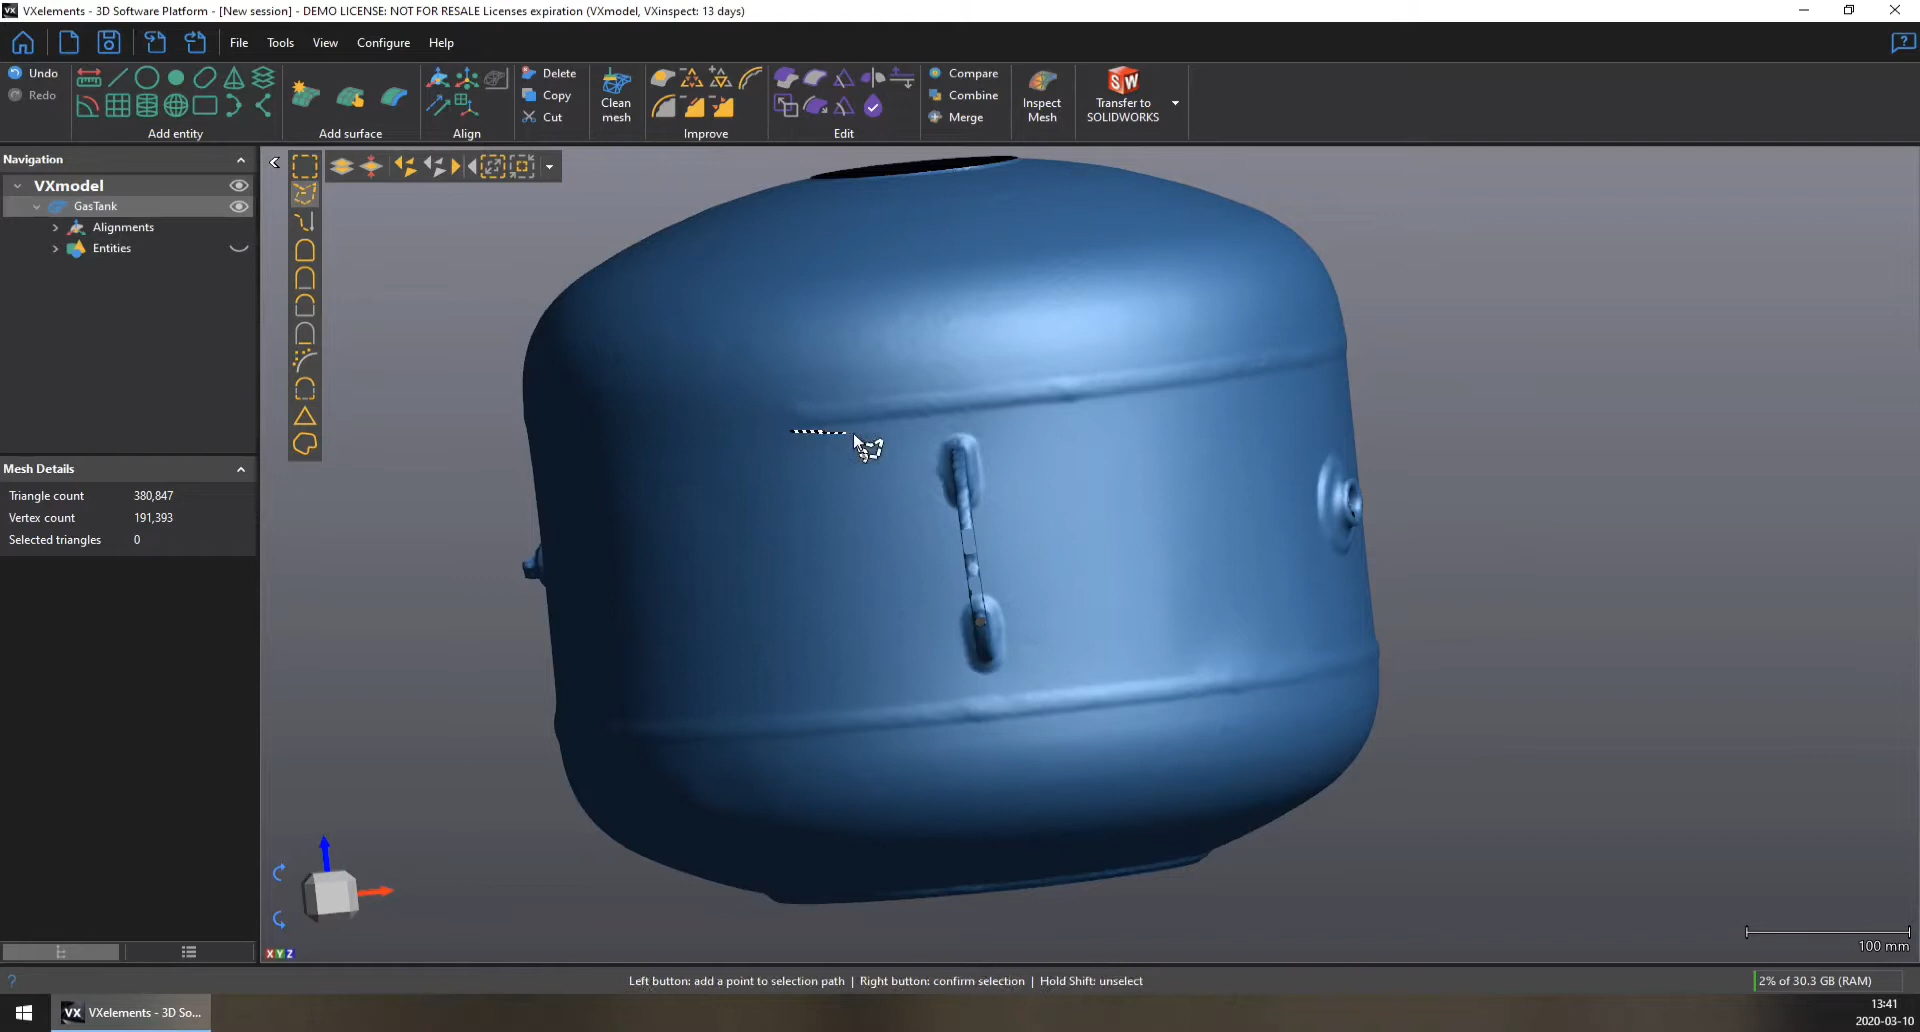 VX VXelements - 3D Software Platform - [New session] - DEMO LICENSE: NOT FOR RESALE Licenses expiration (VXmodel, VXinspect: 13 days)
File Tools View Configure Help
Undo
Redo
Add entity
Add surface
Align
Delete
Copy
Cut
Clean
mesh
Improve
Edit
Compare
Combine
Merge
Inspect
Mesh
SW
Transfer to
SOLIDWORKS
Navigation
VXmodel
GasTank
Alignments
Entities
Mesh Details
Triangle count 380,847
Vertex count 191,393
Selected triangles 0
XYZ
100 mm
Left button: add a point to selection path | Right button: confirm selection | Hold Shift: unselect
2% of 30.3 GB (RAM)
VX VXelements - 3D So...
13:41
2020-03-10